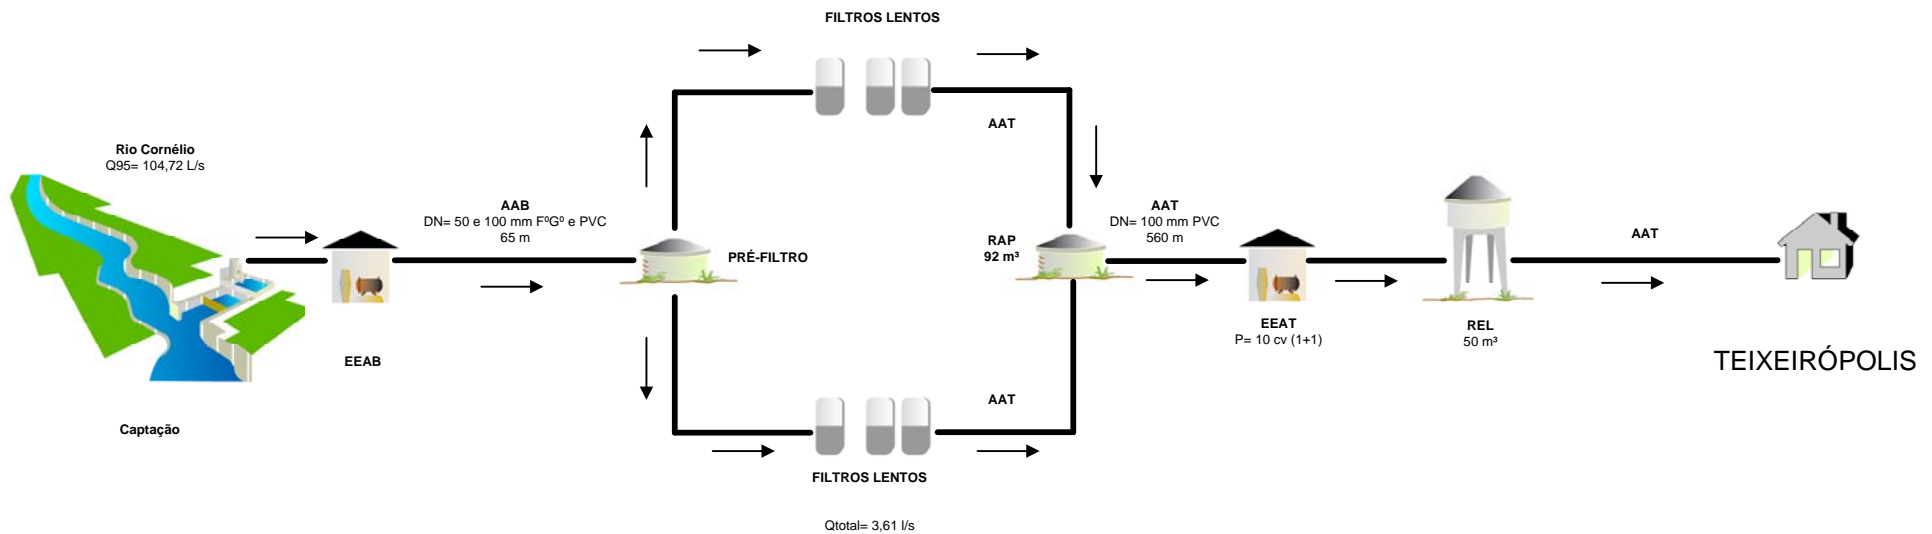 FILTROS LENTOS
AAT
Rio Cornélio
Q95= 104,72 L/s
AAB
DN= 50 e 100 mm FºGº e PVC
65 m
PRÉ-FILTRO
RAP
92 m³
AAT
DN= 100 mm PVC
560 m
AAT
EEAB
EEAT
P= 10 cv (1+1)
REL
50 m³
TEIXEIRÓPOLIS
Captação
AAT
FILTROS LENTOS
Qtotal= 3,61 l/s